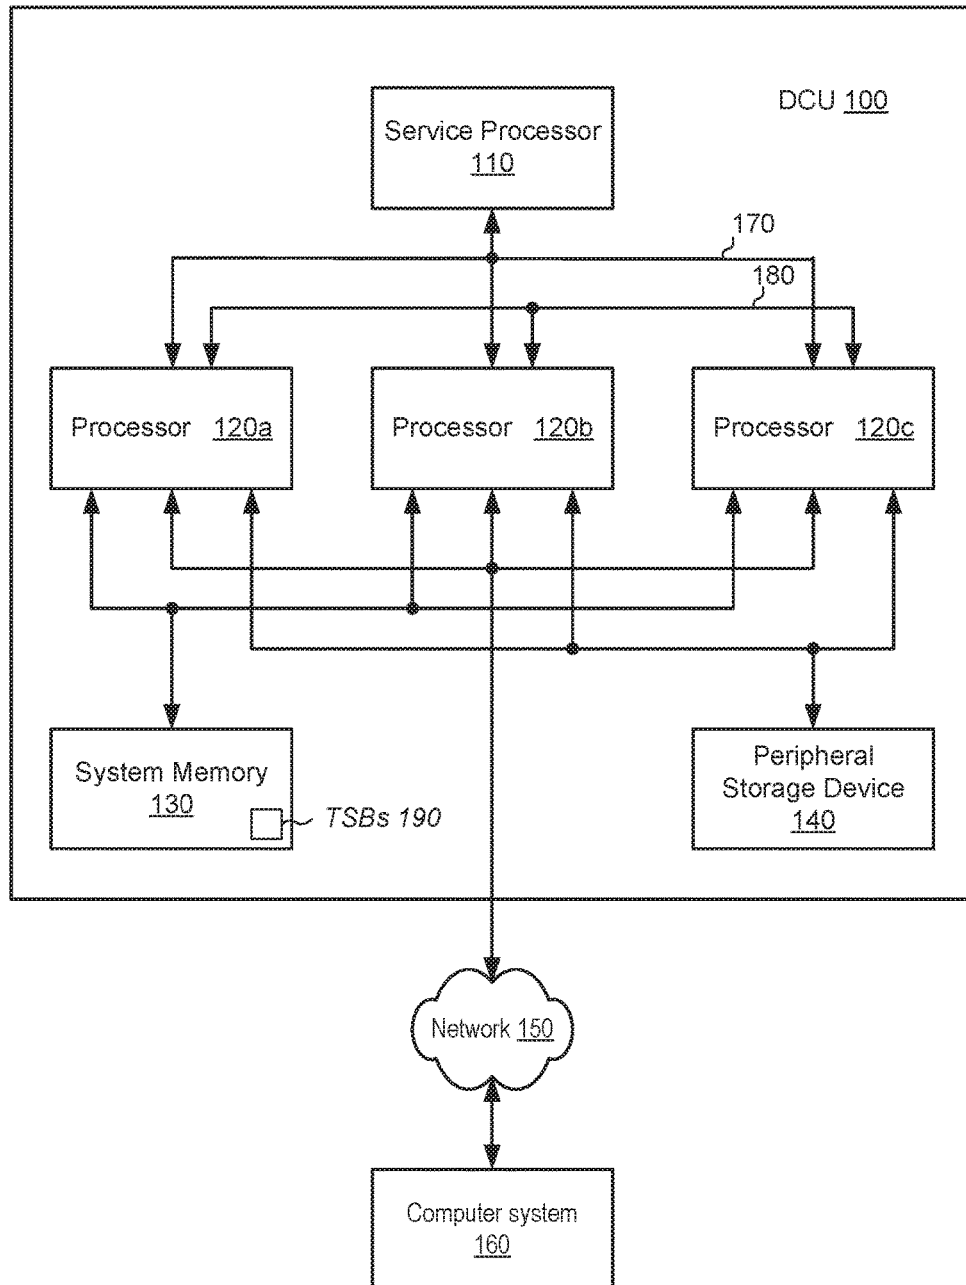 DCU 100
Service Processor
110
170
180
Processor 120a
Processor 120b
Processor 120c
System Memory
130
TSBs 190
Peripheral
Storage Device
140
Network 150
Computer system
160